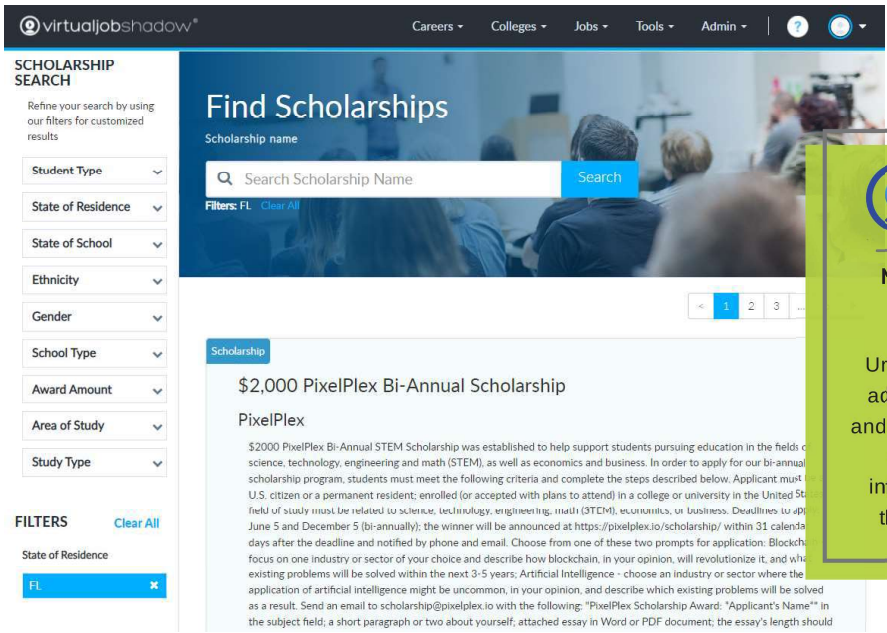 virtualjobshadow®
Careers
Colleges
Jobs
Tools
Admin
?
SCHOLARSHIP
SEARCH
Refine your search by using
our filters for customized
results
Student Type
State of Residence
State of School
Ethnicity
Gender
School Type
Award Amount
Area of Study
Study Type
FILTERS Clear All
State of Residence
FL ×
Find Scholarships
Scholarship name
Search Scholarship Name
Search
Filters: FL Clear All
< 1 2 3 ...
Scholarship
$2,000 PixelPlex Bi-Annual Scholarship
PixelPlex
$2000 PixelPlex Bi-Annual STEM Scholarship was established to help support students pursuing education in the fields
science, technology, engineering and math (STEM), as well as economics and business. In order to apply for our bi-annual
scholarship program, students must meet the following criteria and complete the steps described below. Applicant must
U.S. citizen or a permanent resident; enrolled (or accepted with plans to attend) in a college or university in the United
field of study must be related to science, technology, engineering, math (STEM), economics, or business. Deadlines to
June 5 and December 5 (bi-annually); the winner will be announced at https://pixelplex.io/scholarship/ within 31
days after the deadline and notified by phone and email. Choose from one of these two prompts for application:
focus on one industry or sector of your choice and describe how blockchain, in your opinion, will revolutionize it, and
existing problems will be solved within the next 3-5 years; Artificial Intelligence - choose an industry or sector where the
application of artificial intelligence might be uncommon, in your opinion, and describe which existing problems will be solved
as a result. Send an email to scholarship@pixelplex.io with the following: "PixelPlex Scholarship Award: "Applicant's Name"" in
the subject field; a short paragraph or two about yourself; attached essay in Word or PDF document; the essay's length should
and